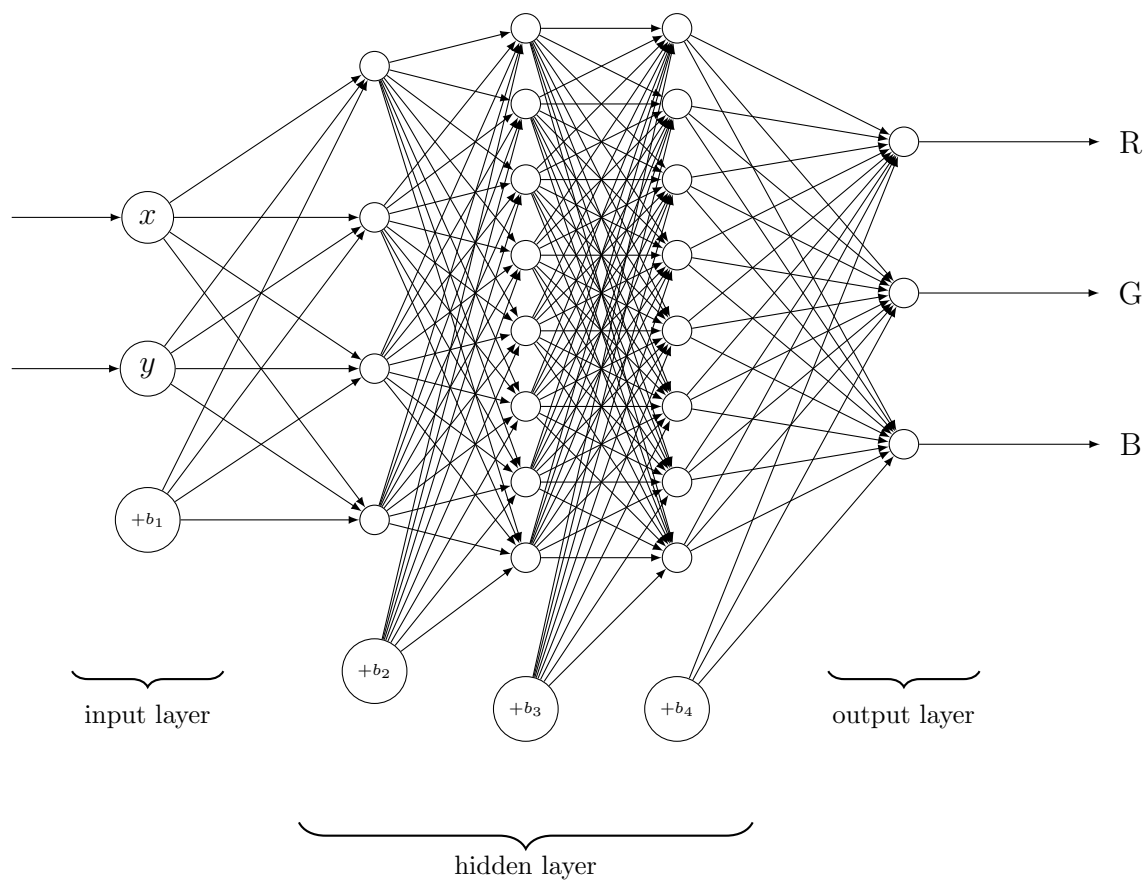 R
x
G
y
B
+b₁
+b₂
+b₃
+b₄
input layer
output layer
hidden layer